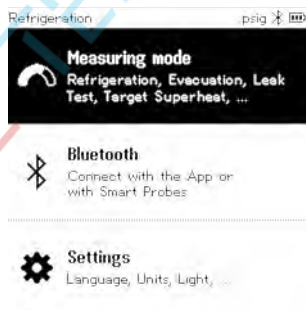 Refrigeration psig
Measuring mode
Refrigeration, Evacuation, Leak
Test, Target Superheat, ...
Bluetooth
Connect with the App or
with Smart Probes
Settings
Language, Units, Light, ...